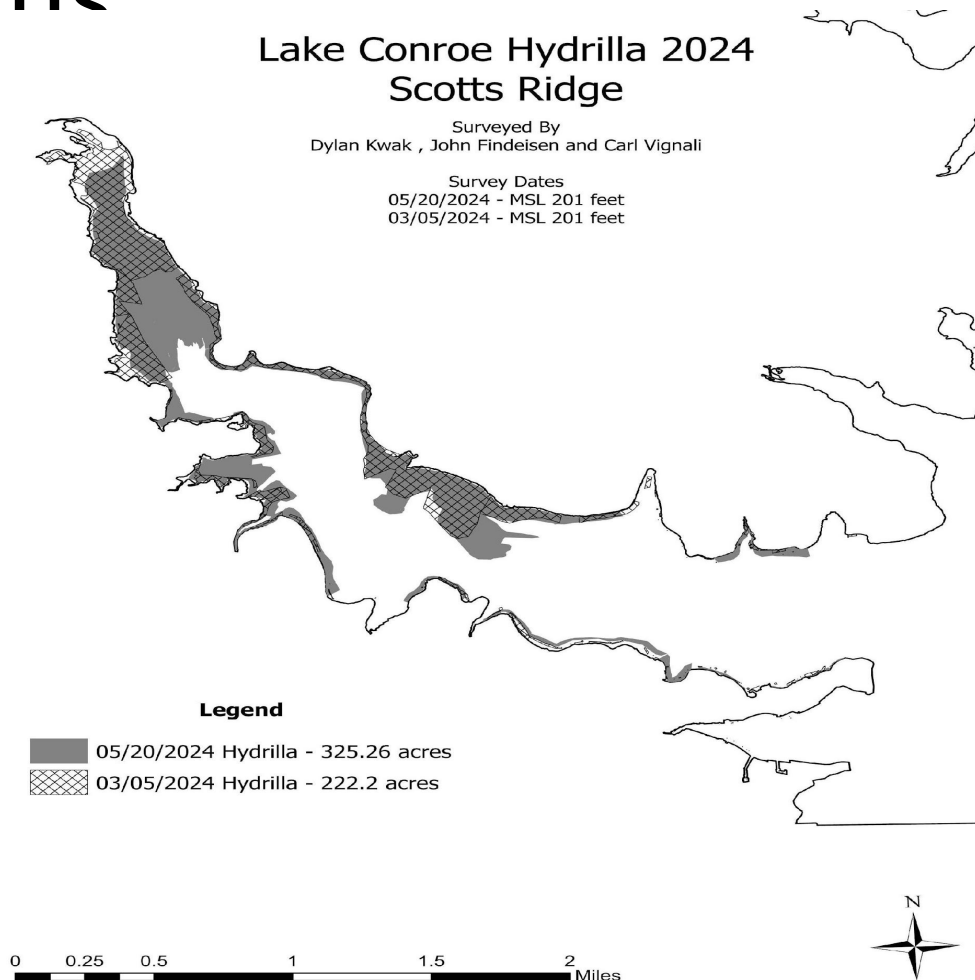 Lake Conroe Hydrilla 2024
Scotts Ridge
Surveyed By
Dylan Kwak , John Findeisen and Carl Vignali
Survey Dates
05/20/2024 - MSL 201 feet
03/05/2024 - MSL 201 feet
Legend
05/20/2024 Hydrilla - 325.26 acres
03/05/2024 Hydrilla - 222.2 acres
N
0 0.25 0.5 1 1.5 2
Miles